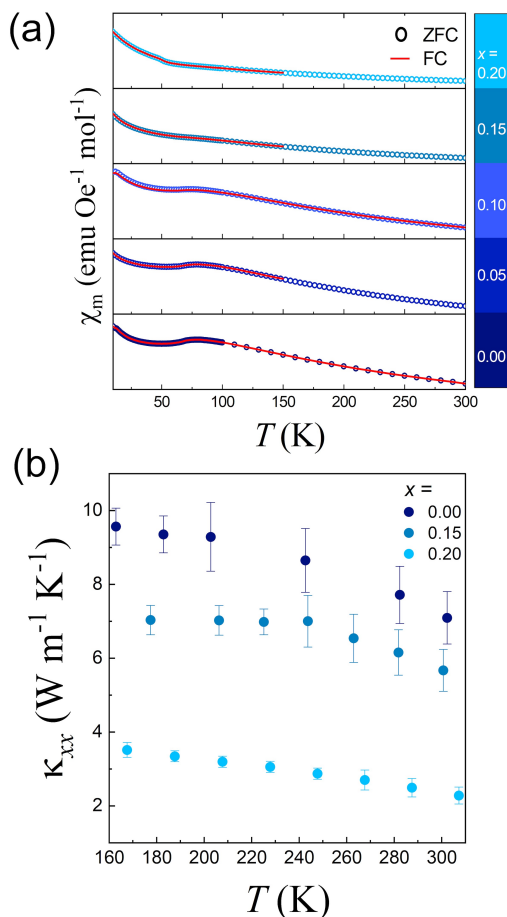 (a)
ZFC
FC
x =
0.20
0.15
0.10
0.05
0.00
χm (emu Oe⁻¹ mol⁻¹)
50 100 150 200 250 300
T (K)
(b)
x =
0.00
0.15
0.20
10
8
6
4
2
κxx (W m⁻¹ K⁻¹)
160 180 200 220 240 260 280 300
T (K)